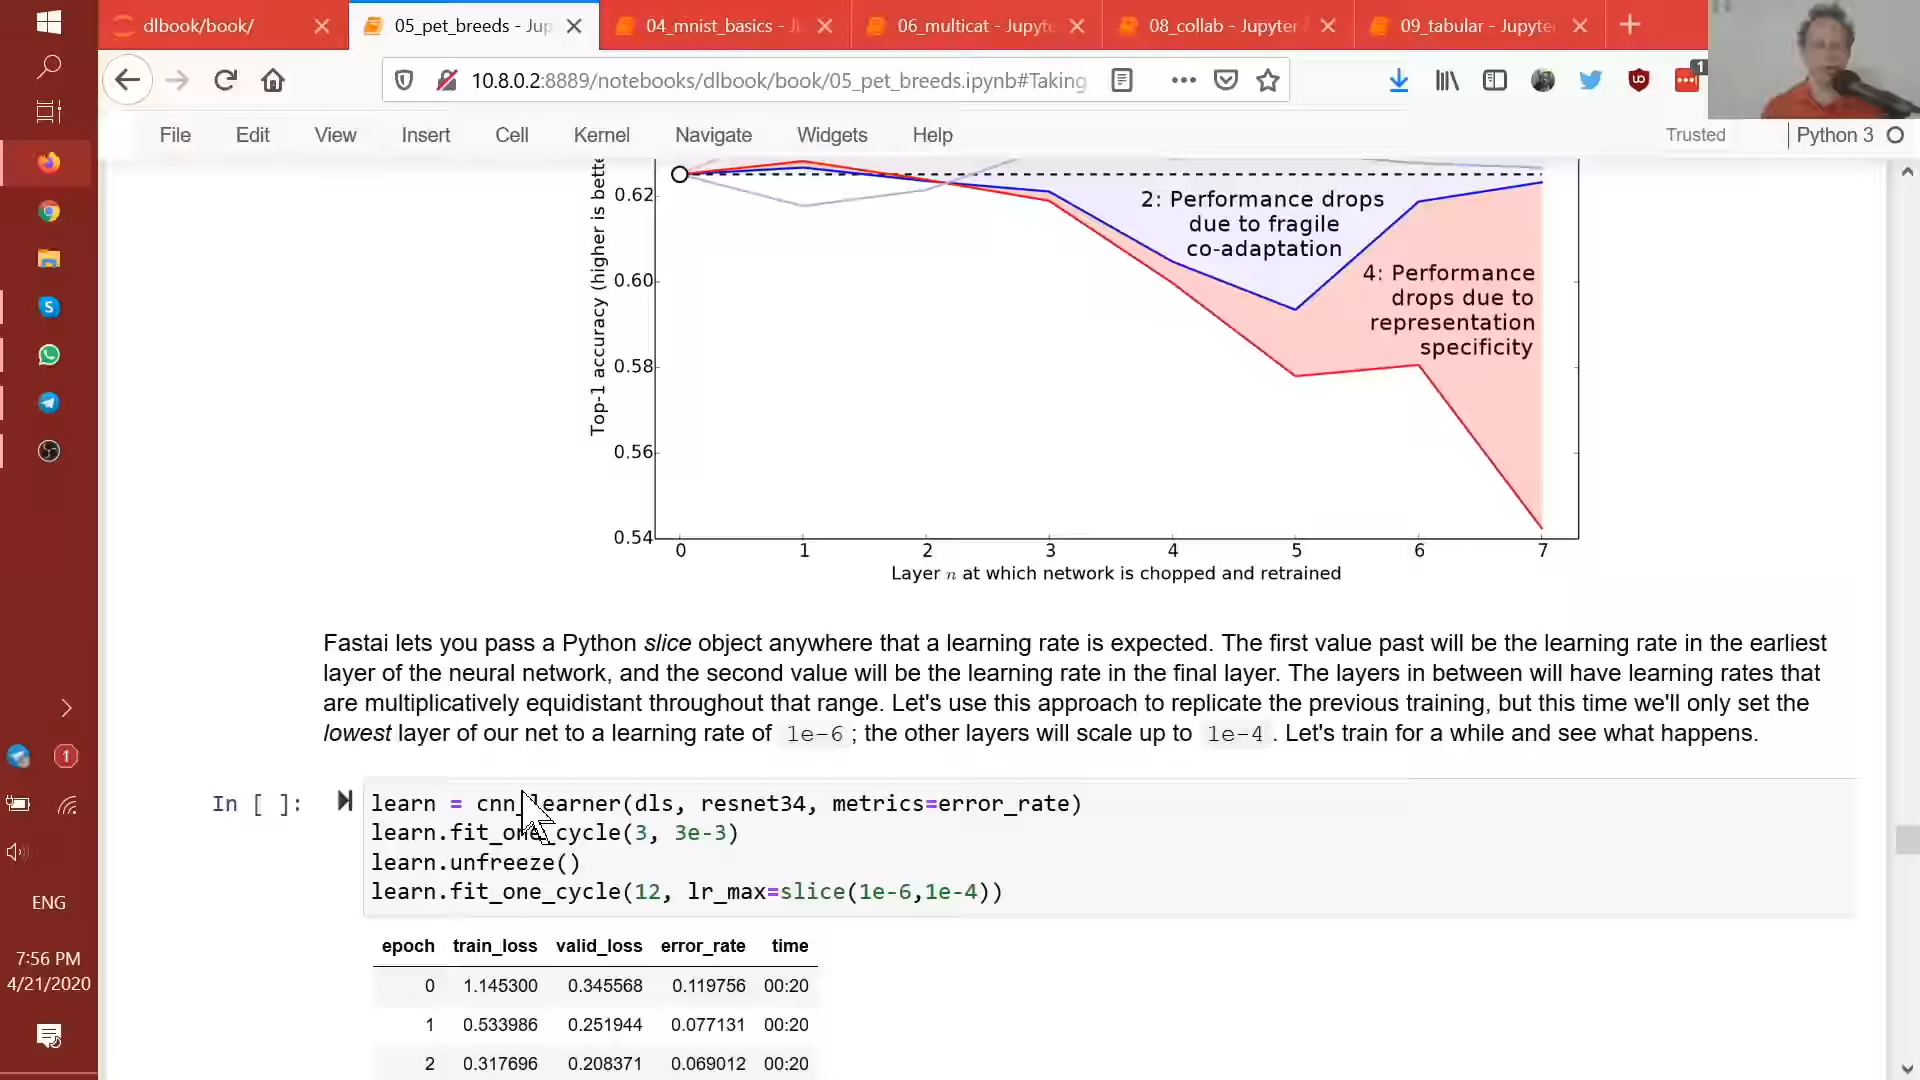 dlbook/book/
05_pet_breeds - Jup
04_mnist_basics - J
06_multicat - Jupyte
08_collab - Jupyter
09_tabular - Jupyter
10.8.0.2:8889/notebooks/dlbook/book/05_pet_breeds.ipynb#Taking
1
File Edit View Insert Cell Kernel Navigate Widgets Help
Trusted
Python 3
Top-1 accuracy (higher is bette
0.62
0.60
0.58
0.56
0.54
2: Performance drops
due to fragile
co-adaptation
4: Performance
drops due to
representation
specificity
0 1 2 3 4 5 6 7
Layer n at which network is chopped and retrained
Fastai lets you pass a Python slice object anywhere that a learning rate is expected. The first value past will be the learning rate in the earliest
layer of the neural network, and the second value will be the learning rate in the final layer. The layers in between will have learning rates that
are multiplicatively equidistant throughout that range. Let's use this approach to replicate the previous training, but this time we'll only set the
lowest layer of our net to a learning rate of 1e-6 ; the other layers will scale up to 1e-4 . Let's train for a while and see what happens.
In [ ]:
learn = cnn_learner(dls, resnet34, metrics=error_rate)
learn.fit_one_cycle(3, 3e-3)
learn.unfreeze()
learn.fit_one_cycle(12, lr_max=slice(1e-6,1e-4))
epoch train_loss valid_loss error_rate time
0 1.145300 0.345568 0.119756 00:20
1 0.533986 0.251944 0.077131 00:20
2 0.317696 0.208371 0.069012 00:20
1
ENG
7:56 PM
4/21/2020